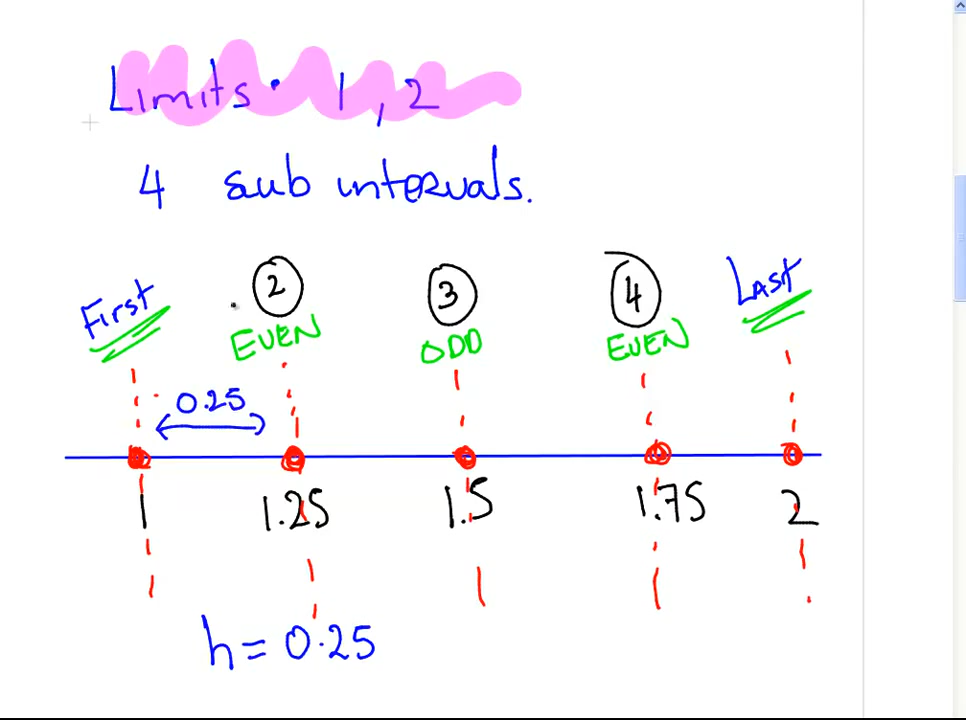 Limits: 1, 2
4 sub intervals.
First 2 3 4 Last
EVEN ODD EVEN
0.25
1 1.25 1.5 1.75 2
h = 0.25